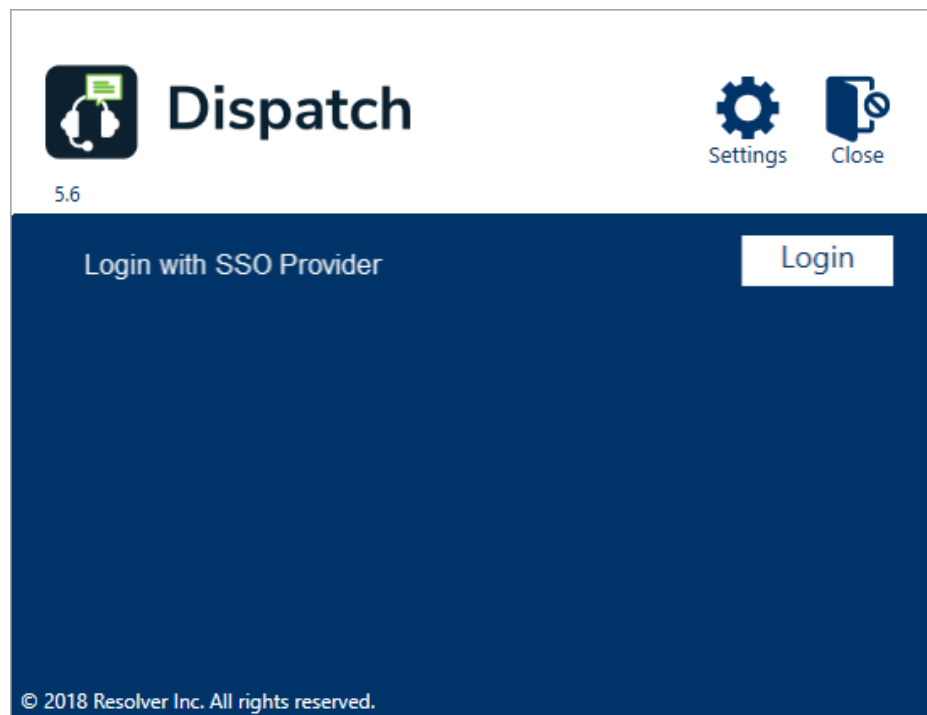 Dispatch
Settings
Close
5.6
Login with SSO Provider
Login
© 2018 Resolver Inc. All rights reserved.